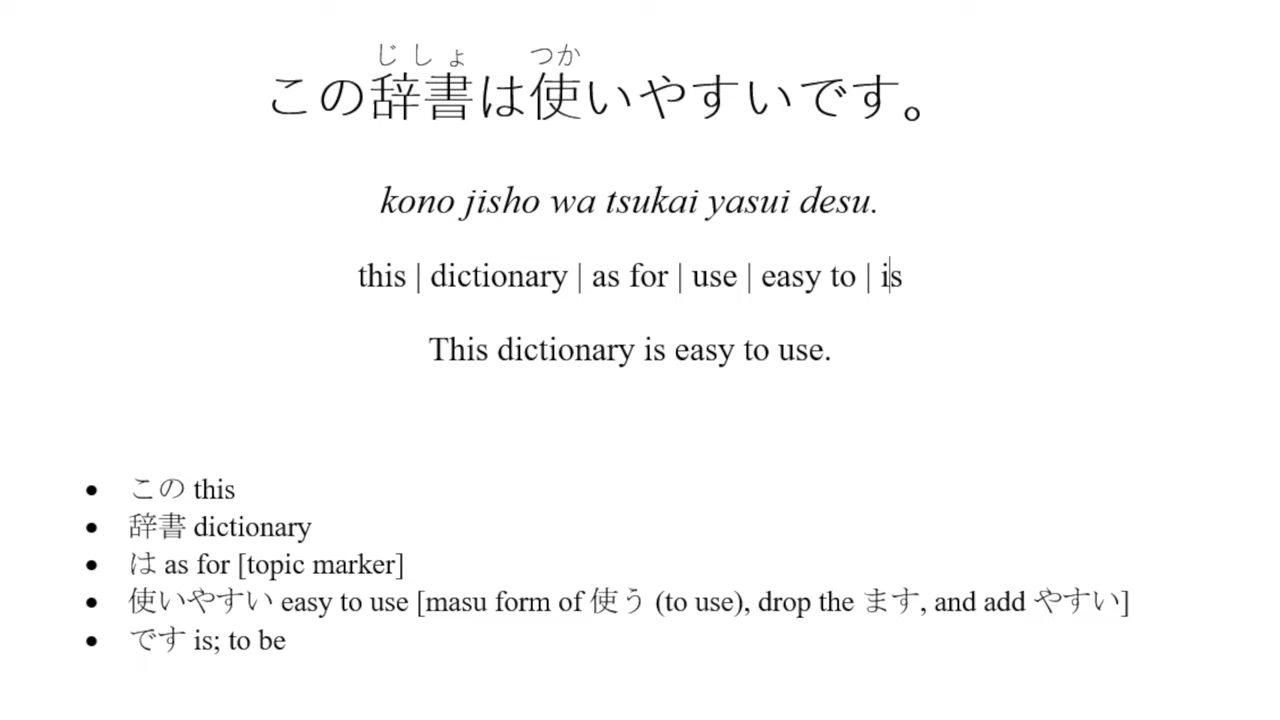 じしょ つか
この辞書は使いやすいです。
kono jisho wa tsukai yasui desu.
this | dictionary | as for | use | easy to | is
This dictionary is easy to use.
• この this
• 辞書 dictionary
• は as for [topic marker]
• 使いやすい easy to use [masu form of 使う (to use), drop the ます, and add やすい]
• です is; to be